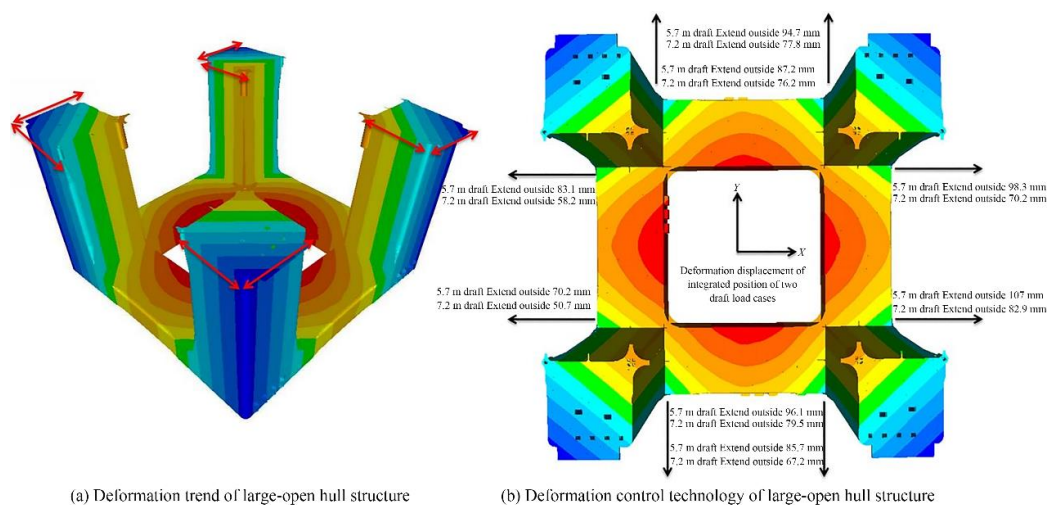 5.7 m draft Extend outside 94.7 mm
7.2 m draft Extend outside 77.8 mm
5.7 m draft Extend outside 87.2 mm
7.2 m draft Extend outside 76.2 mm
5.7 m draft Extend outside 83.1 mm
7.2 m draft Extend outside 58.2 mm
5.7 m draft Extend outside 98.3 mm
7.2 m draft Extend outside 70.2 mm
Y
X
Deformation displacement of
integrated position of two
draft load cases
5.7 m draft Extend outside 70.2 mm
7.2 m draft Extend outside 50.7 mm
5.7 m draft Extend outside 107 mm
7.2 m draft Extend outside 82.9 mm
5.7 m draft Extend outside 96.1 mm
7.2 m draft Extend outside 79.5 mm
5.7 m draft Extend outside 85.7 mm
7.2 m draft Extend outside 67.2 mm
(a) Deformation trend of large-open hull structure
(b) Deformation control technology of large-open hull structure